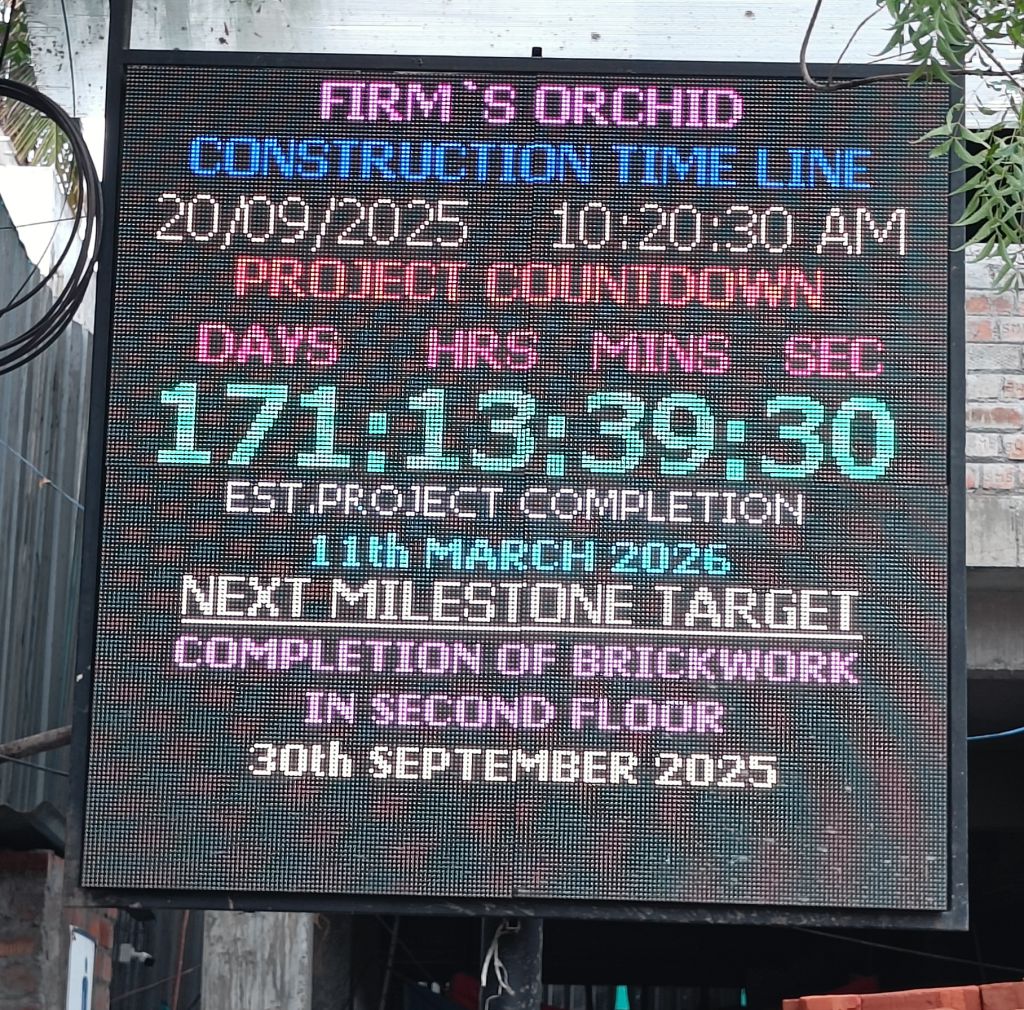 FIRM`S ORCHID
CONSTRUCTION TIME LINE
20/09/2025 10:20:30 AM
PROJECT COUNTDOWN
DAYS HRS MINS SEC
171:13:39:30
EST.PROJECT COMPLETION
11th MARCH 2026
NEXT MILESTONE TARGET
COMPLETION OF BRICKWORK
IN SECOND FLOOR
30th SEPTEMBER 2025